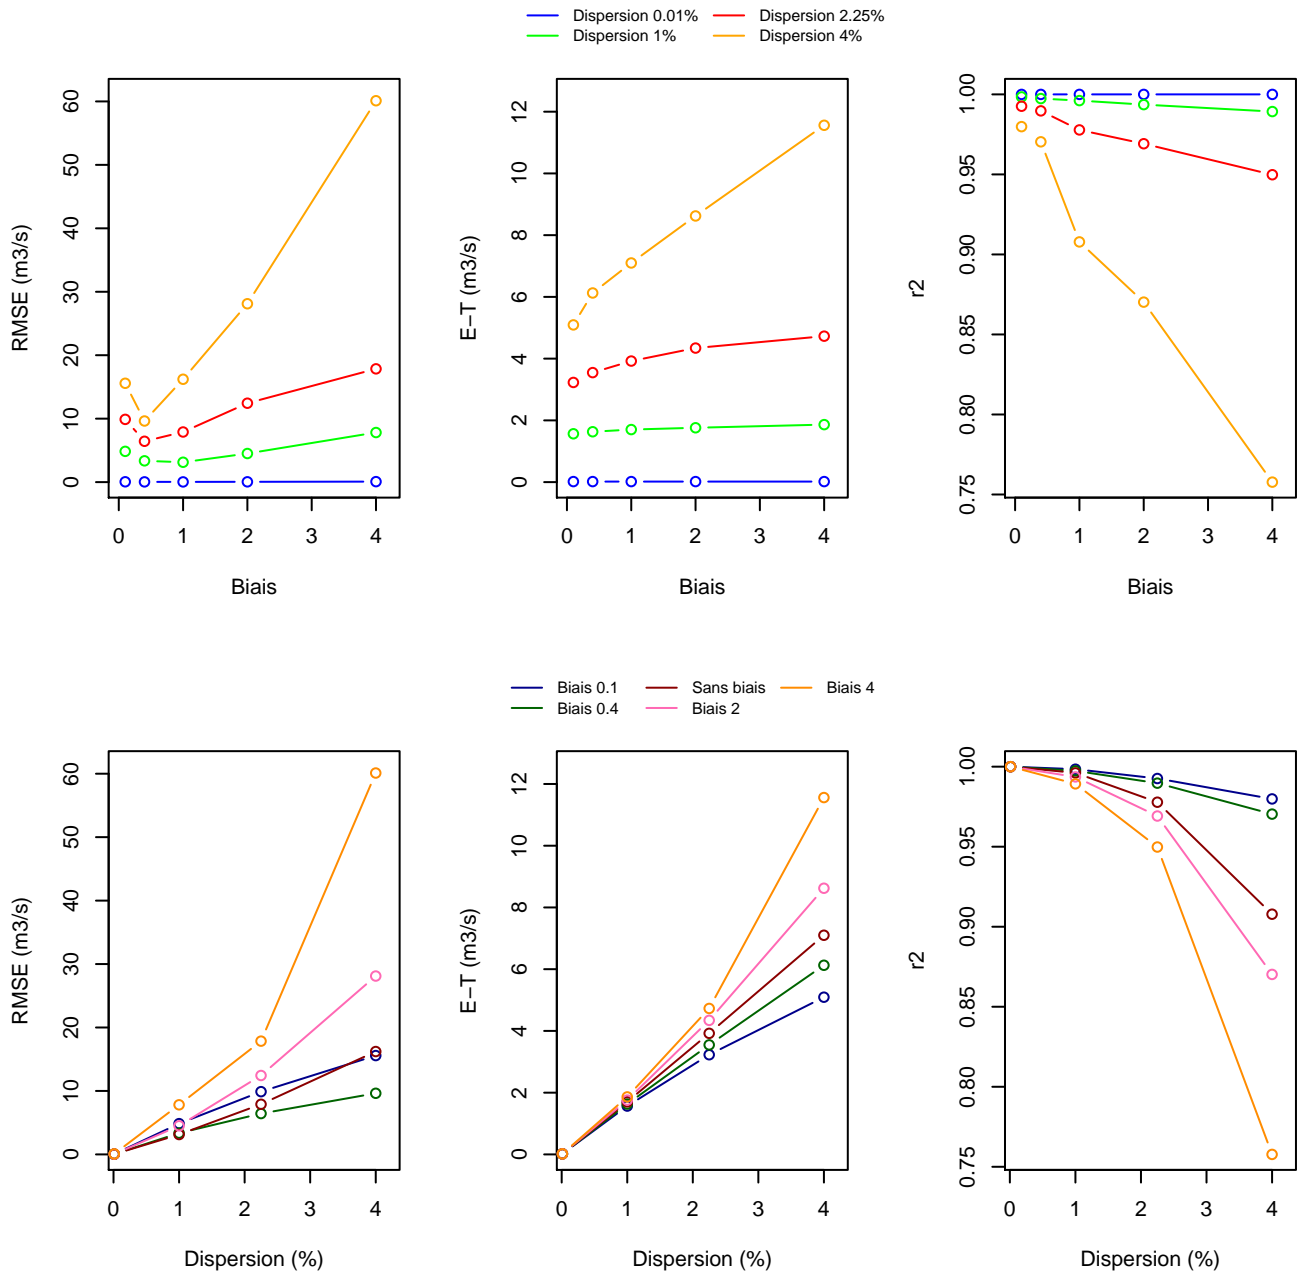 Dispersion 0.01% Dispersion 2.25%
Dispersion 1% Dispersion 4%
RMSE (m3/s)
0 10 20 30 40 50 60
0 1 2 3 4
Biais
E−T (m3/s)
0 2 4 6 8 10 12
0 1 2 3 4
Biais
r2
0.75 0.80 0.85 0.90 0.95 1.00
0 1 2 3 4
Biais
Biais 0.1 Sans biais Biais 4
Biais 0.4 Biais 2
RMSE (m3/s)
0 10 20 30 40 50 60
0 1 2 3 4
Dispersion (%)
E−T (m3/s)
0 2 4 6 8 10 12
0 1 2 3 4
Dispersion (%)
r2
0.75 0.80 0.85 0.90 0.95 1.00
0 1 2 3 4
Dispersion (%)